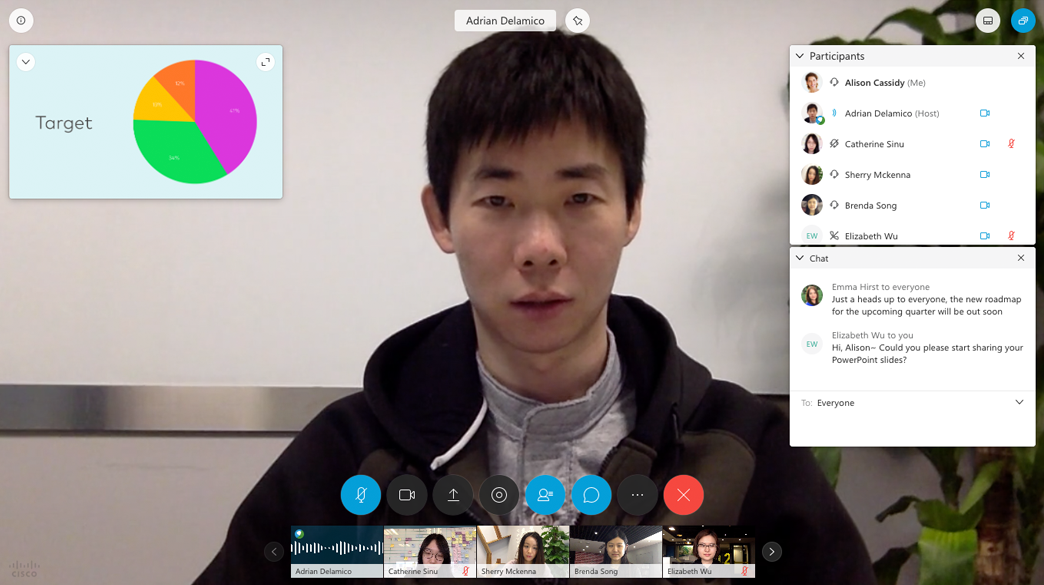 Adrian Delamico
Target
Participants
Alison Cassidy (Me)
Adrian Delamico (Host)
Catherine Sinu
Sherry Mckenna
Brenda Song
EW Elizabeth Wu
Chat
Emma Hirst to everyone
Just a heads up to everyone, the new roadmap
for the upcoming quarter will be out soon
EW
Elizabeth Wu to you
Hi, Alison– Could you please start sharing your
PowerPoint slides?
To: Everyone
Adrian Delamico
Catherine Sinu
Sherry Mckenna
Brenda Song
Elizabeth Wu
CISCO